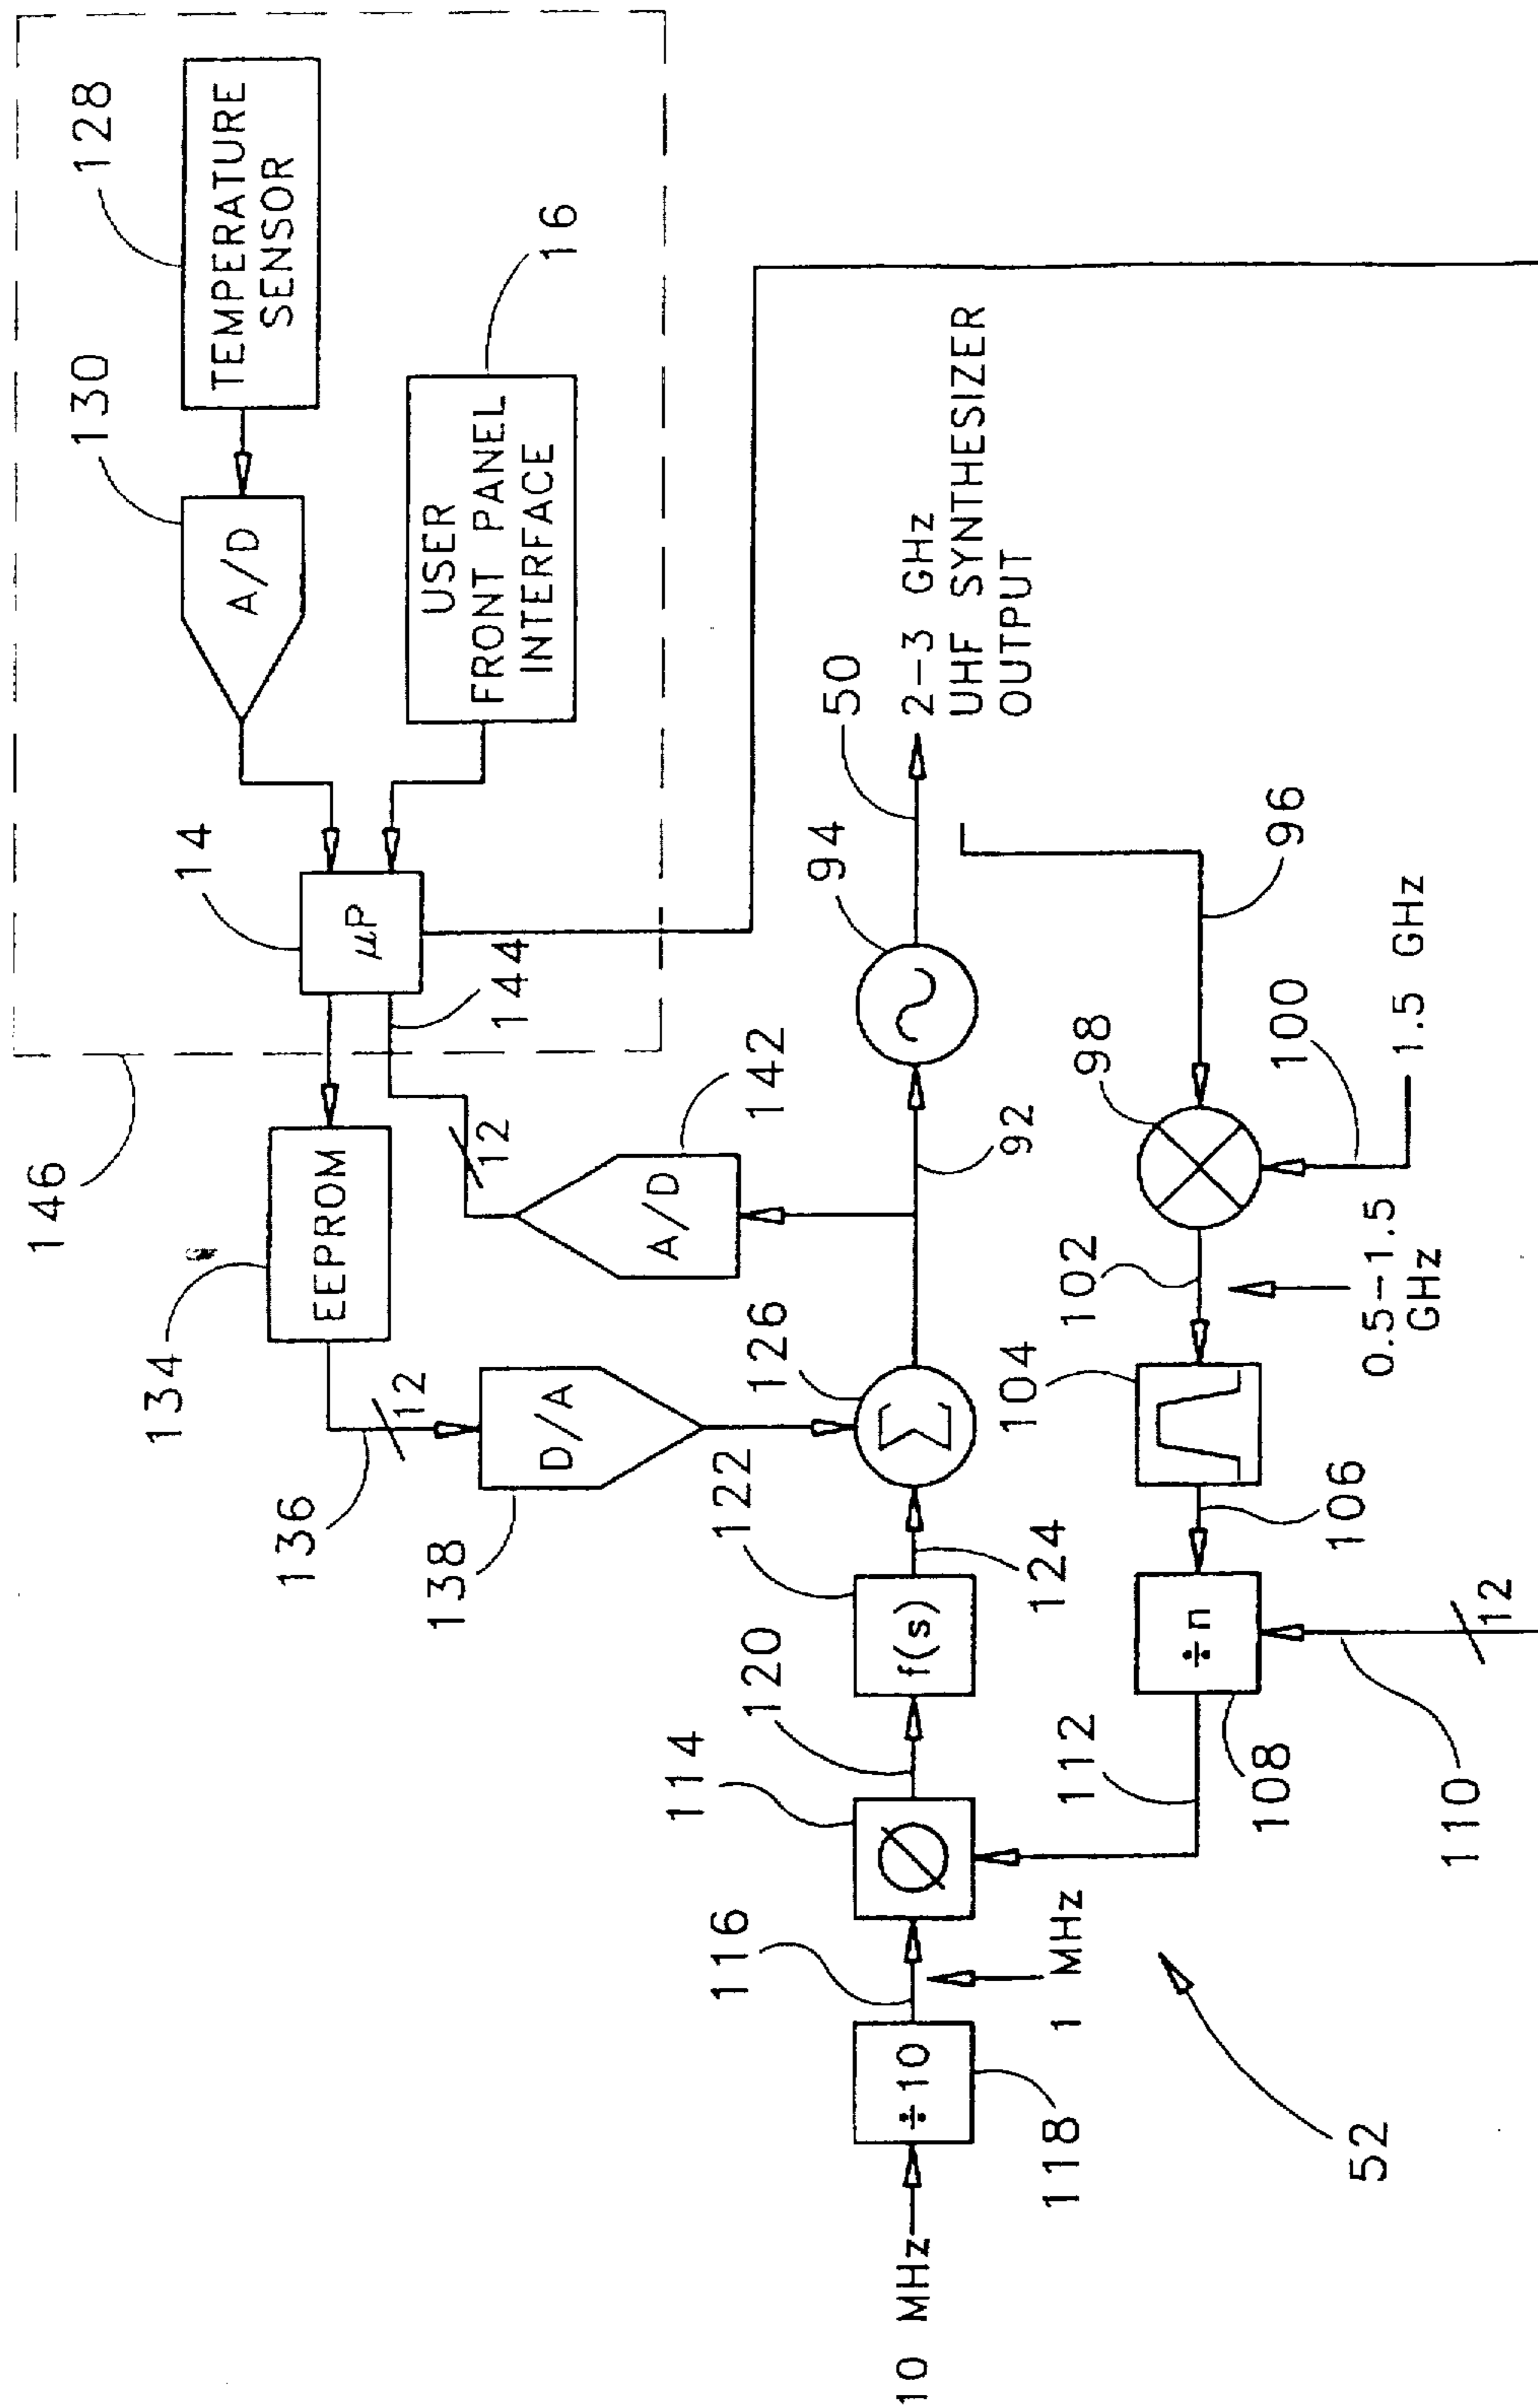 146
14
130
128
TEMPERATURE
SENSOR
A/D
134
EEPROM
μP
144
USER
FRONT PANEL
INTERFACE
16
136
12
12
138
D/A
A/D
142
114
120
122
126
94
50
116
10 MHz
÷10
f(s)
Σ
2-3 GHz
UHF SYNTHESIZER
OUTPUT
118
1 MHz
124
92
112
104
102
98
÷n
108
106
100
96
110
12
0.5-1.5
GHz
1.5 GHz
52